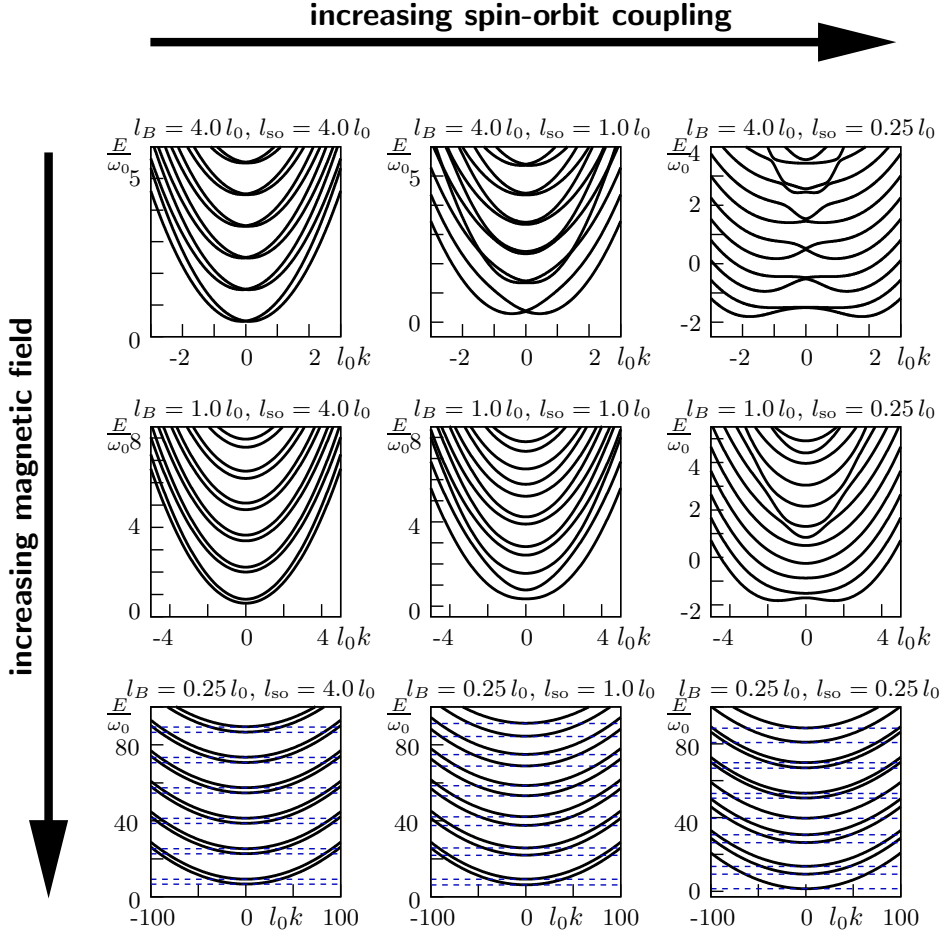 increasing spin-orbit coupling
increasing magnetic field
l_B = 4.0 l_0, l_so = 4.0 l_0
E/ω_0
5
0
-2 0 2 l_0k
l_B = 4.0 l_0, l_so = 1.0 l_0
E/ω_0
5
0
-2 0 2 l_0k
l_B = 4.0 l_0, l_so = 0.25 l_0
E/ω_0
4
2
0
-2
-2 0 2 l_0k
l_B = 1.0 l_0, l_so = 4.0 l_0
E/ω_0
8
4
0
-4 0 4 l_0k
l_B = 1.0 l_0, l_so = 1.0 l_0
E/ω_0
8
4
0
-4 0 4 l_0k
l_B = 1.0 l_0, l_so = 0.25 l_0
E/ω_0
4
2
0
-2
-4 0 4 l_0k
l_B = 0.25 l_0, l_so = 4.0 l_0
E/ω_0
80
40
0
-100 l_0k 100
l_B = 0.25 l_0, l_so = 1.0 l_0
E/ω_0
80
40
0
-100 l_0k 100
l_B = 0.25 l_0, l_so = 0.25 l_0
E/ω_0
80
40
0
-100 l_0k 100